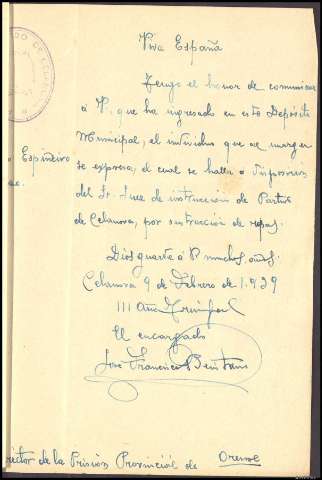 Viva España
Tengo el honor de comunicar
á V. que ha ingresado en este Depósito
Municipal, el individuo que al margen
se expresa, el cual se halla a disposición
del Sr. Juez de instrucción de Partido
de Celanova, por sustracción de ropas.
o Espiñeiro
Dios guarde á V muchos años.
Celanova 9 de Febrero de 1.939
III Año Triunfal
El encargado
José Francisco
Director de la Prisión Provincial de Orense